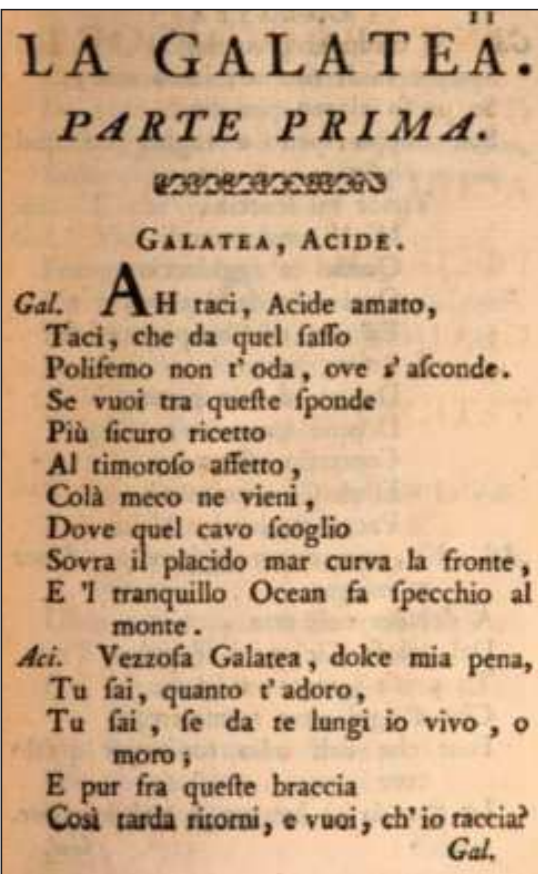 11
LA GALATEA.
PARTE PRIMA.
GALATEA, ACIDE.
Gal. AH taci, Acide amato,
Taci, che da quel ſaſſo
Polifemo non t' oda, ove s' aſconde.
Se vuoi tra queſte ſponde
Più ſicuro ricetto
Al timoroſo affetto,
Colà meco ne vieni,
Dove quel cavo ſcoglio
Sovra il placido mar curva la fronte,
E 'l tranquillo Ocean fa ſpecchio al
monte.
Aci. Vezzoſa Galatea, dolce mia pena,
Tu ſai, quanto t' adoro,
Tu ſai, ſe da te lungi io vivo, o
moro;
E pur fra queſte braccia
Così tarda ritorni, e vuoi, ch' io taccia?
Gal.